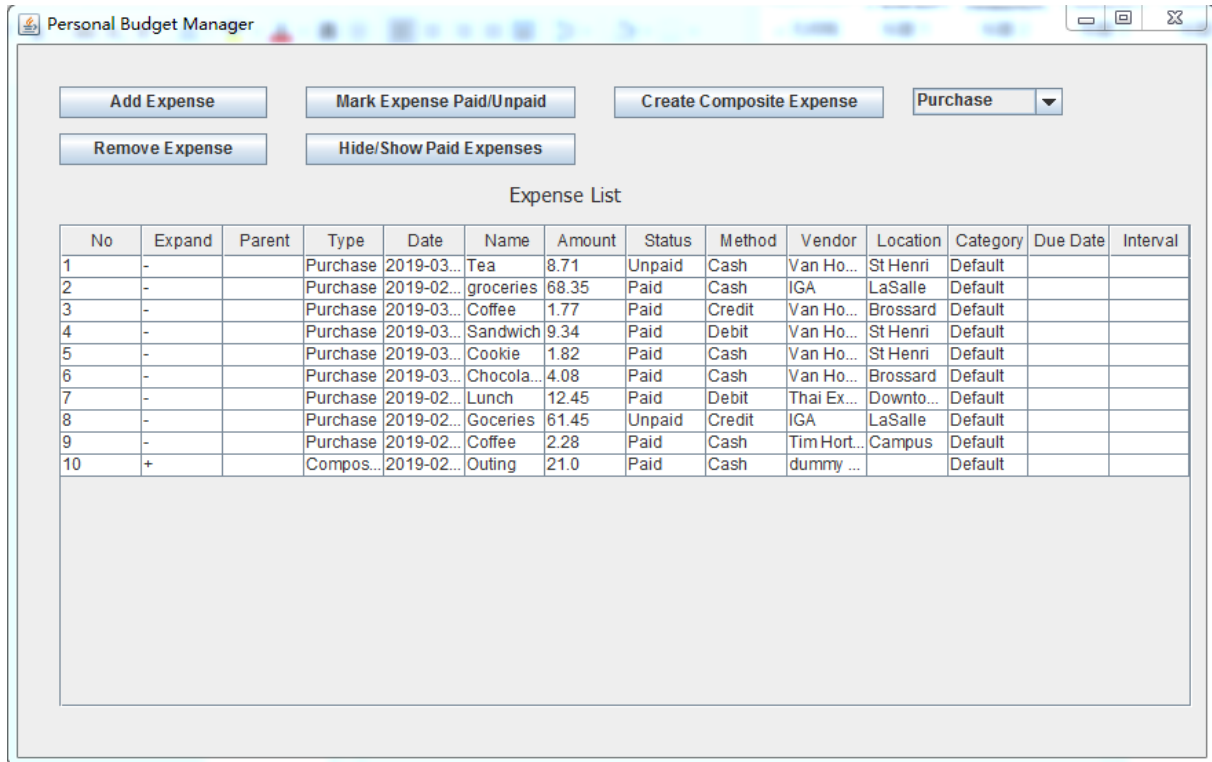 Personal Budget Manager
Add Expense Mark Expense Paid/Unpaid Create Composite Expense Purchase
Remove Expense Hide/Show Paid Expenses
Expense List
No Expand Parent Type Date Name Amount Status Method Vendor Location Category Due Date Interval
1 - Purchase 2019-03... Tea 8.71 Unpaid Cash Van Ho... St Henri Default
2 - Purchase 2019-02... groceries 68.35 Paid Cash IGA LaSalle Default
3 - Purchase 2019-03... Coffee 1.77 Paid Credit Van Ho... Brossard Default
4 - Purchase 2019-03... Sandwich 9.34 Paid Debit Van Ho... St Henri Default
5 - Purchase 2019-03... Cookie 1.82 Paid Cash Van Ho... St Henri Default
6 - Purchase 2019-03... Chocola... 4.08 Paid Cash Van Ho... Brossard Default
7 - Purchase 2019-02... Lunch 12.45 Paid Debit Thai Ex... Downto... Default
8 - Purchase 2019-02... Goceries 61.45 Unpaid Credit IGA LaSalle Default
9 - Purchase 2019-02... Coffee 2.28 Paid Cash Tim Hort... Campus Default
10 + Compos... 2019-02... Outing 21.0 Paid Cash dummy ... Default